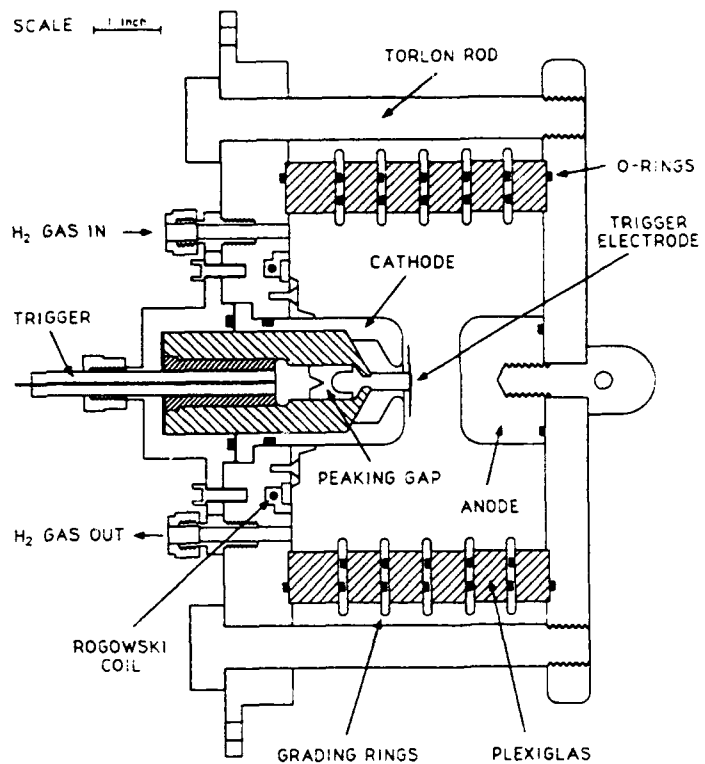 SCALE 1 inch
TORLON ROD
O-RINGS
H₂ GAS IN
TRIGGER
ELECTRODE
CATHODE
TRIGGER
PEAKING GAP
ANODE
H₂ GAS OUT
ROGOWSKI
COIL
GRADING RINGS
PLEXIGLAS